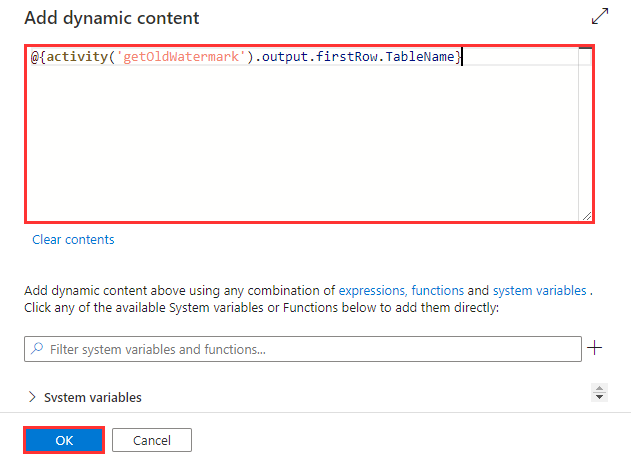 Add dynamic content
@{activity('getOldWatermark').output.firstRow.TableName}
Clear contents
Add dynamic content above using any combination of expressions, functions and system variables .
Click any of the available System variables or Functions below to add them directly:
Filter system variables and functions...
System variables
OK
Cancel